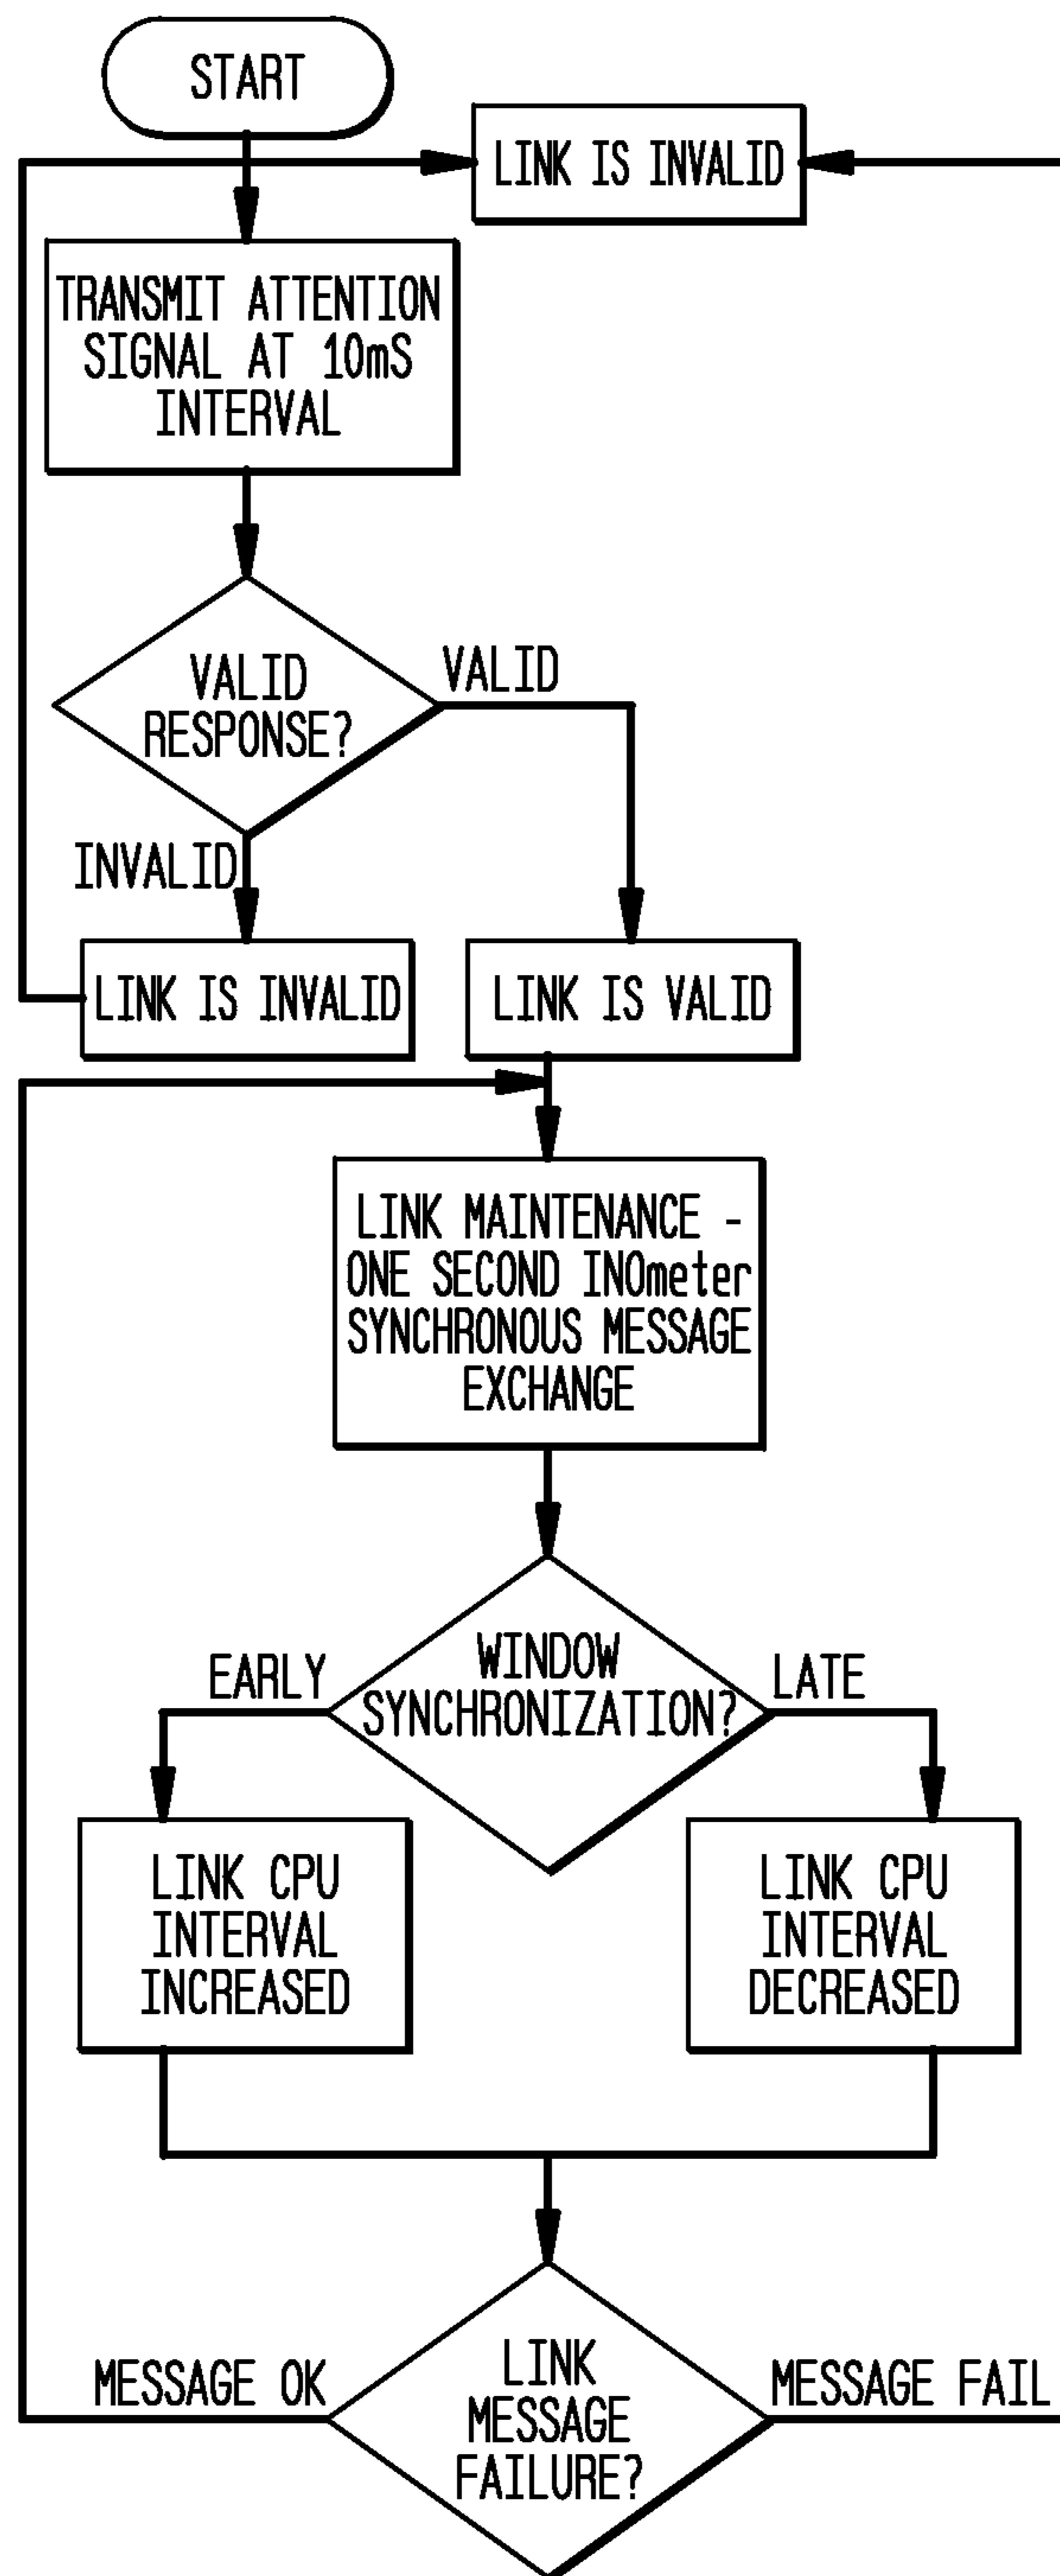 START
LINK IS INVALID
TRANSMIT ATTENTION
SIGNAL AT 10mS
INTERVAL
VALID
RESPONSE?
VALID
INVALID
LINK IS INVALID
LINK IS VALID
LINK MAINTENANCE -
ONE SECOND INOmeter
SYNCHRONOUS MESSAGE
EXCHANGE
WINDOW
SYNCHRONIZATION?
EARLY
LATE
LINK CPU
INTERVAL
INCREASED
LINK CPU
INTERVAL
DECREASED
MESSAGE OK
LINK
MESSAGE
FAILURE?
MESSAGE FAIL